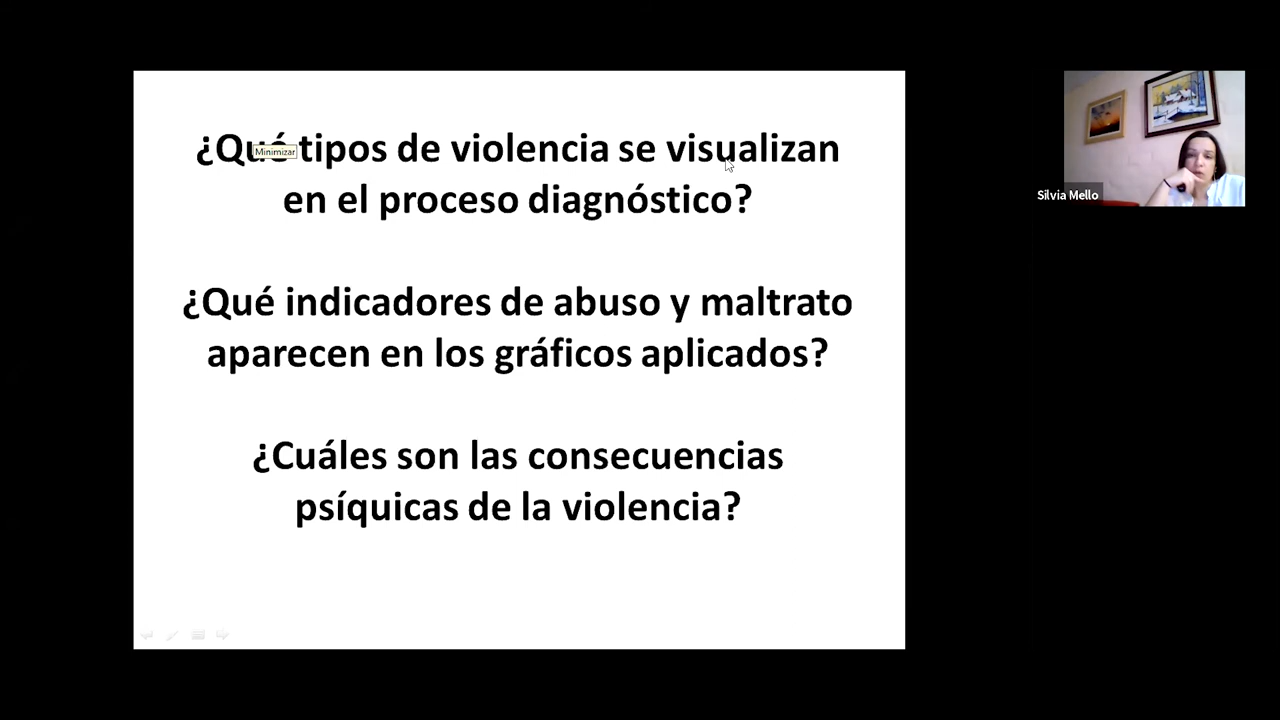 ¿Qué tipos de violencia se visualizan
Minimizar
en el proceso diagnóstico?
¿Qué indicadores de abuso y maltrato
aparecen en los gráficos aplicados?
¿Cuáles son las consecuencias
psíquicas de la violencia?
Silvia Mello